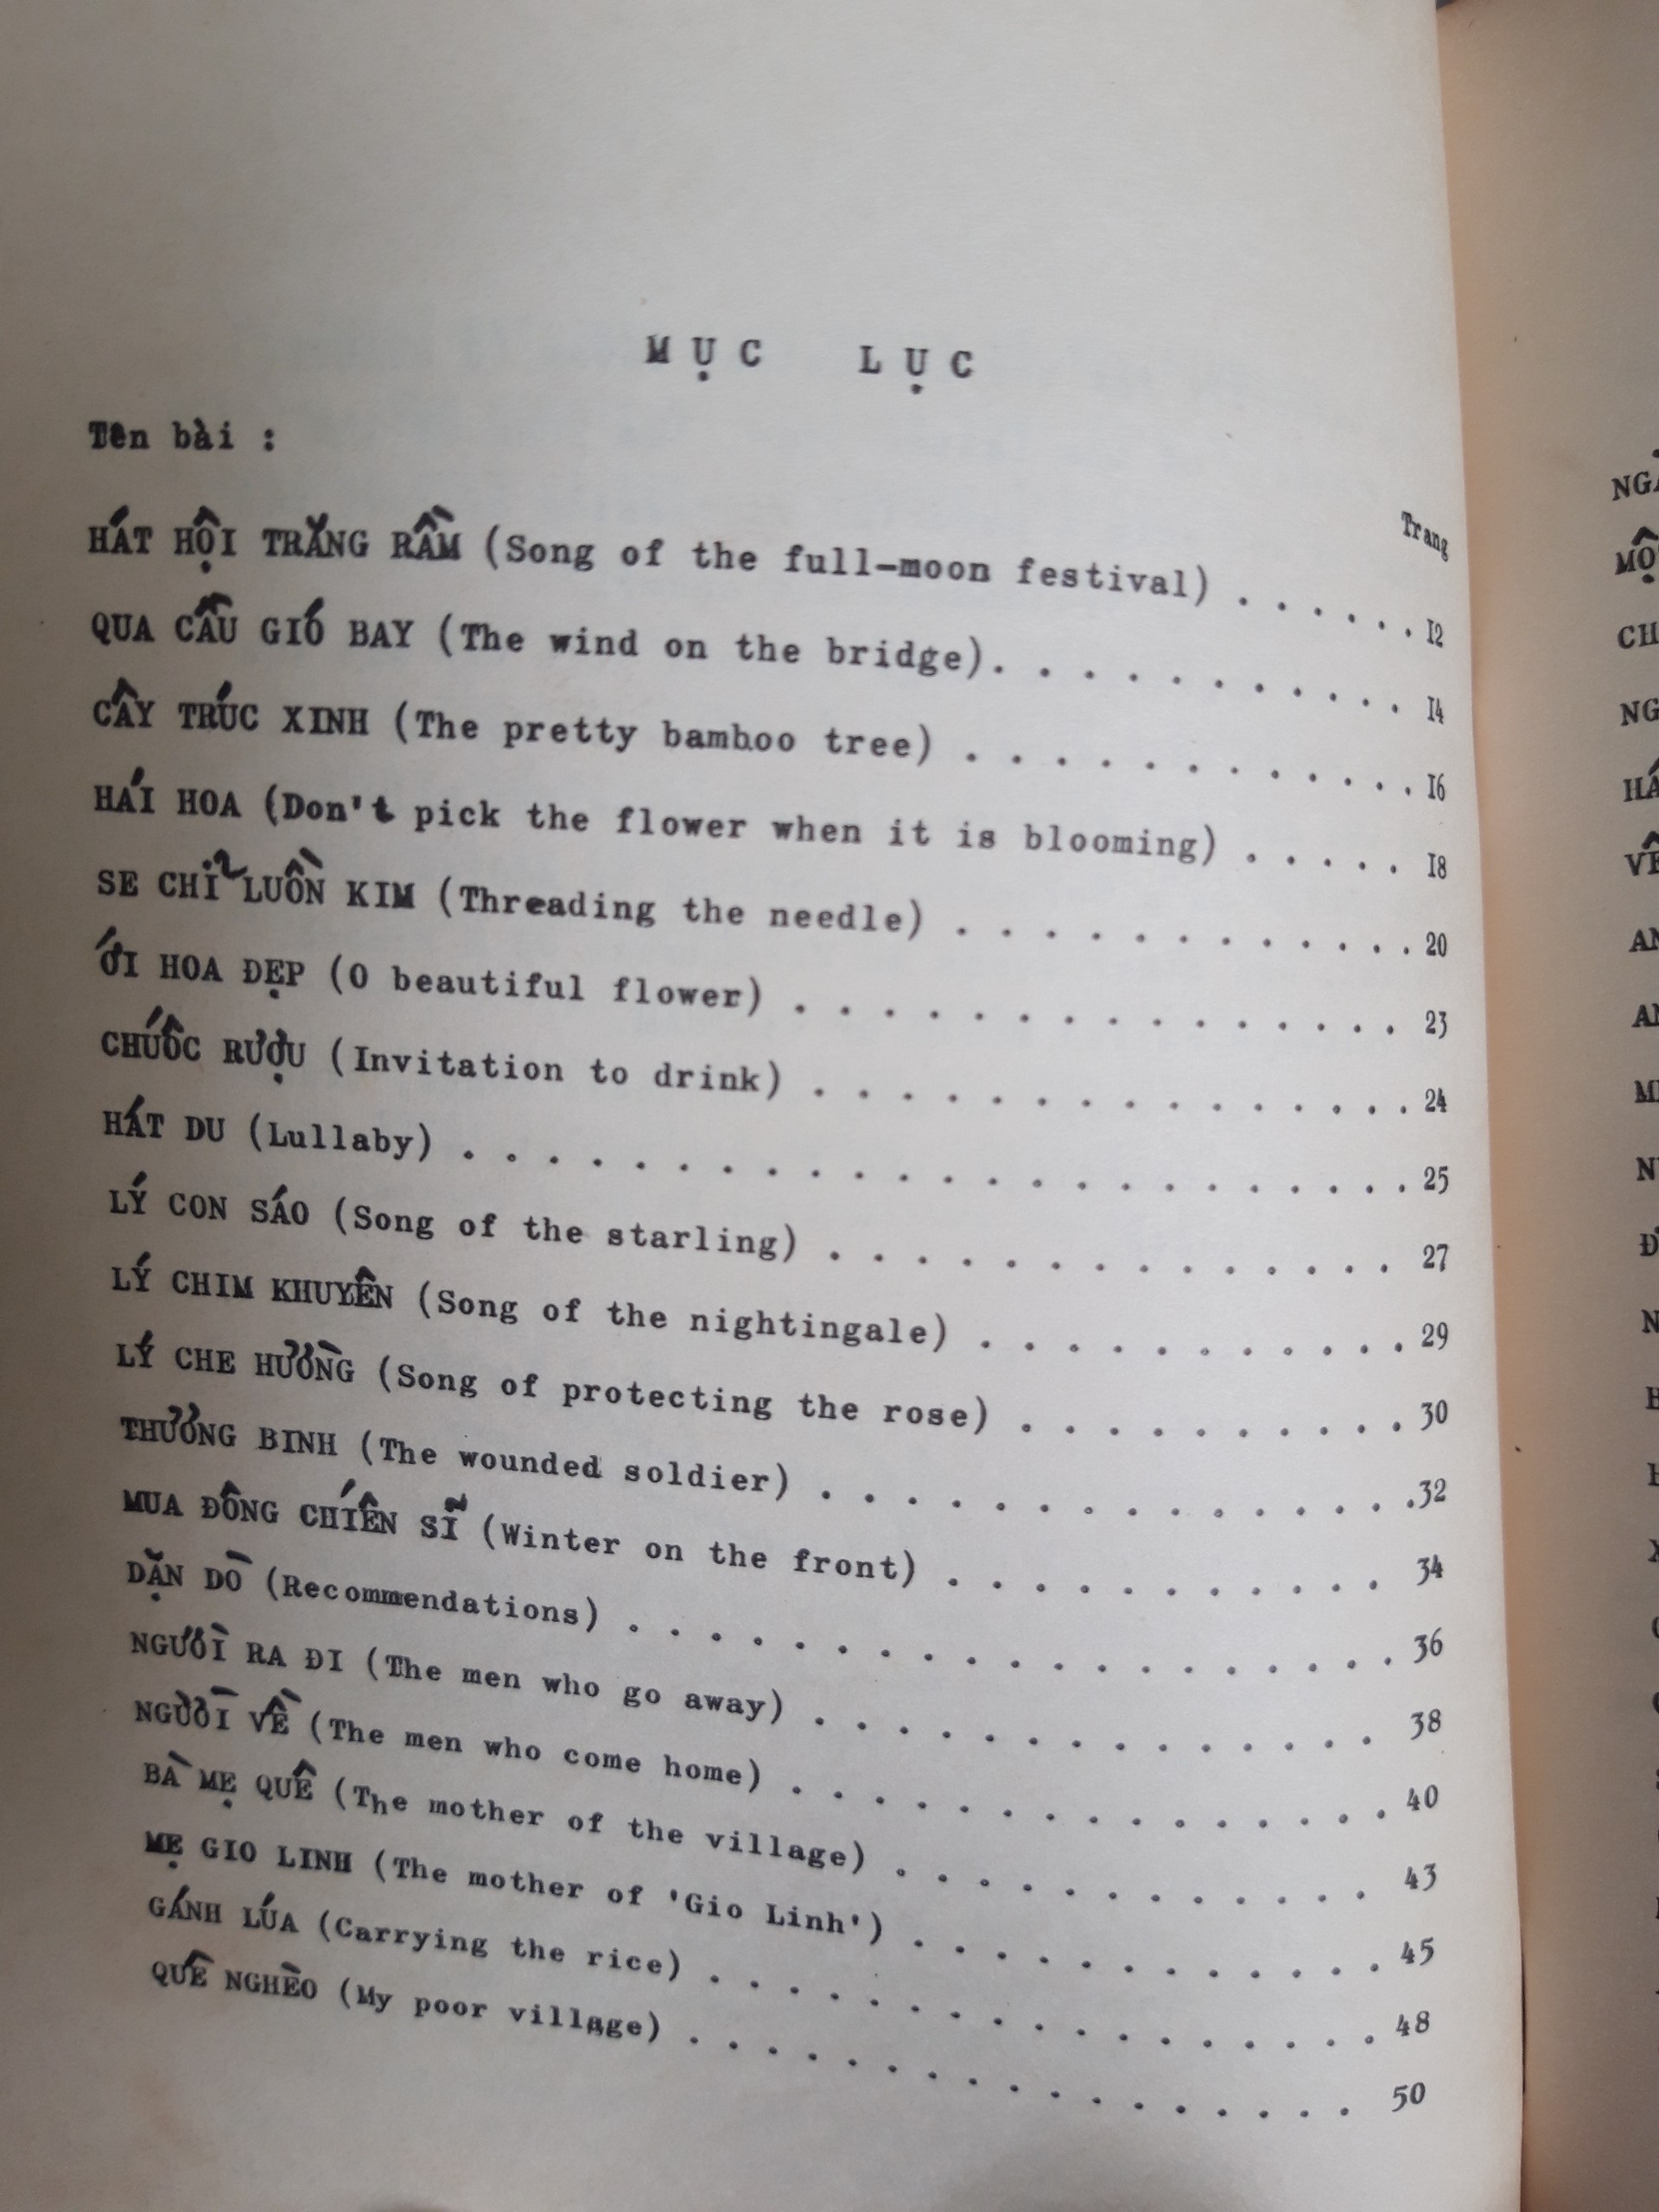 MỤC LỤC
Tên bài :
Trang
HÁT HỘI TRĂNG RẦM (Song of the full-moon festival) . . . . . . 12
QUA CẦU GIÓ BAY (The wind on the bridge). . . . . . . . . . . 14
CÂY TRÚC XINH (The pretty bamboo tree) . . . . . . . . . . . 16
HÁI HOA (Don't pick the flower when it is blooming) . . . . . 18
SE CHỈ LUỒN KIM (Threading the needle) . . . . . . . . . . . 20
ỚI HOA ĐẸP (O beautiful flower) . . . . . . . . . . . . . . 23
CHUỐC RƯỢU (Invitation to drink) . . . . . . . . . . . . . . 24
HÁT DU (Lullaby) . . . . . . . . . . . . . . . . . . . . . . 25
LÝ CON SÁO (Song of the starling) . . . . . . . . . . . . . 27
LÝ CHIM KHUYÊN (Song of the nightingale) . . . . . . . . . . 29
LÝ CHE HƯỜNG (Song of protecting the rose) . . . . . . . . . 30
THƯƠNG BINH (The wounded soldier) . . . . . . . . . . . . . .32
MUA ĐÔNG CHIẾN SĨ (Winter on the front) . . . . . . . . . . . 34
DẶN DÒ (Recommendations) . . . . . . . . . . . . . . . . . . 36
NGƯỜI RA ĐI (The men who go away) . . . . . . . . . . . . . 38
NGƯỜI VỀ (The men who come home) . . . . . . . . . . . . . . 40
BÀ MẸ QUÊ (The mother of the village) . . . . . . . . . . . 43
MẸ GIO LINH (The mother of 'Gio Linh') . . . . . . . . . . . 45
GÁNH LÚA (Carrying the rice) . . . . . . . . . . . . . . . . 48
QUÊ NGHÈO (My poor village) . . . . . . . . . . . . . . . . 50